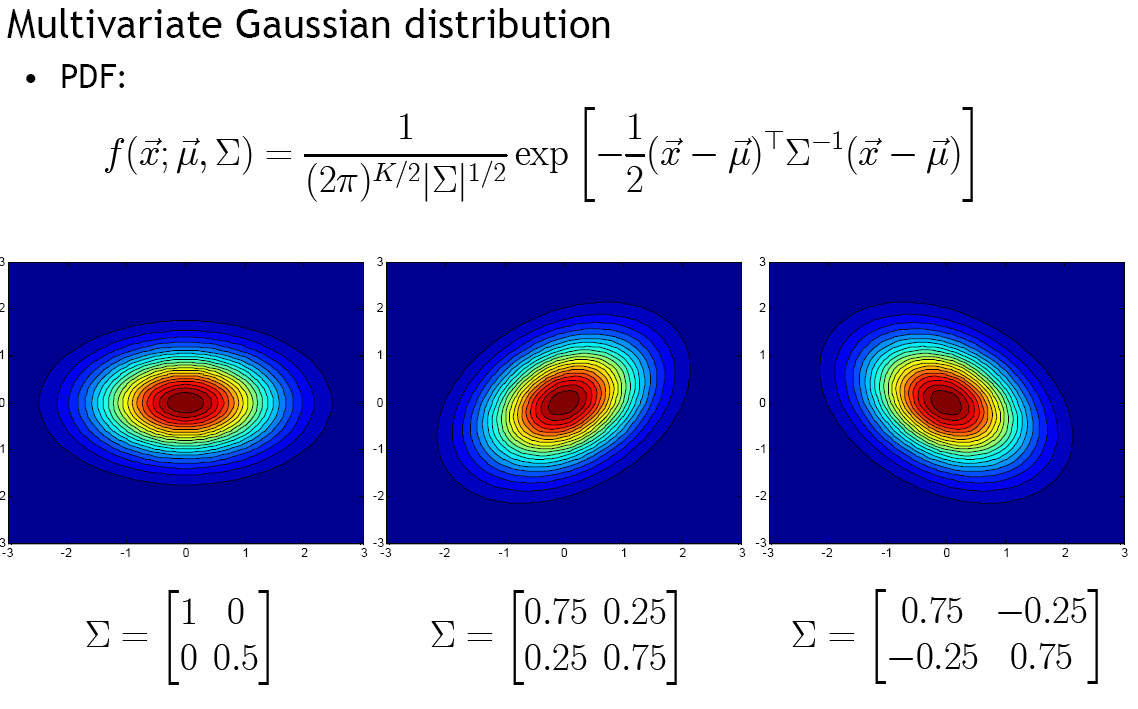 Multivariate Gaussian distribution
• PDF:
f(x⃗; μ⃗, Σ) = 1 / ((2π)^{K/2}|Σ|^{1/2}) exp [ −1/2 (x⃗ − μ⃗)^⊤ Σ^{−1} (x⃗ − μ⃗) ]
3 3 3
2 2 2
1 1 1
0 0 0
1 -1 -1
2 -2 -2
3 -3 -3
-3 -2 -1 0 1 2 3 -3 -2 -1 0 1 2 3 -3 -2 -1 0 1 2 3
Σ = [1 0; 0 0.5] Σ = [0.75 0.25; 0.25 0.75] Σ = [0.75 −0.25; −0.25 0.75]